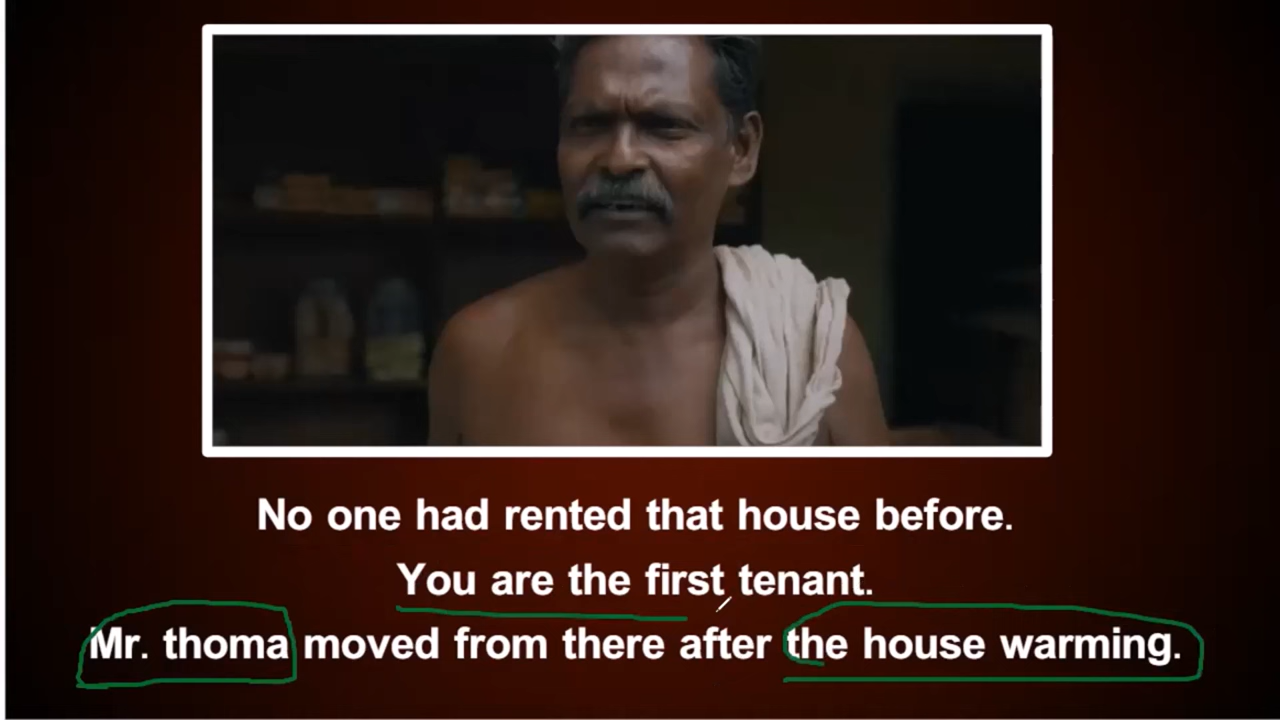 No one had rented that house before.
You are the first tenant.
Mr. thoma moved from there after the house warming.